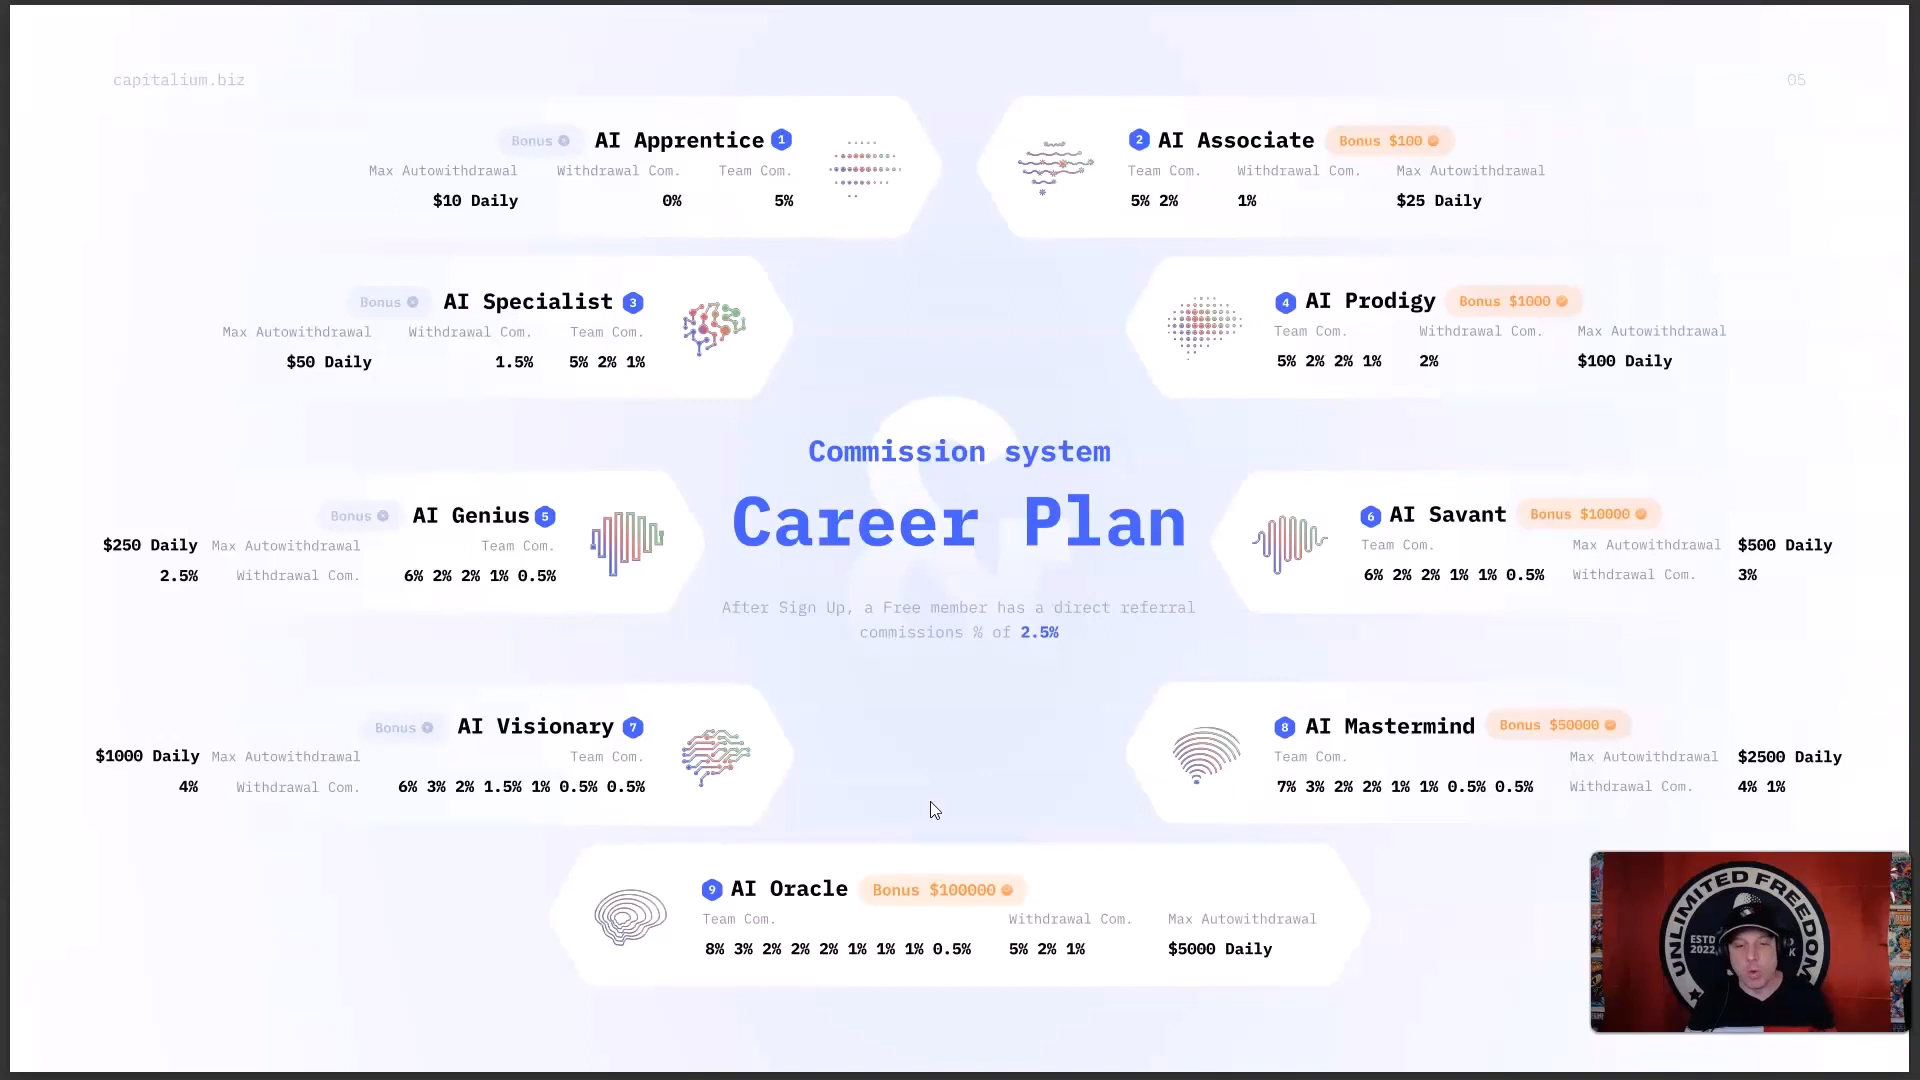 capitalium.biz
05
Bonus AI Apprentice 1
Max Autowithdrawal Withdrawal Com. Team Com.
$10 Daily 0% 5%
2 AI Associate Bonus $100
Team Com. Withdrawal Com. Max Autowithdrawal
5% 2% 1% $25 Daily
Bonus AI Specialist 3
Max Autowithdrawal Withdrawal Com. Team Com.
$50 Daily 1.5% 5% 2% 1%
4 AI Prodigy Bonus $1000
Team Com. Withdrawal Com. Max Autowithdrawal
5% 2% 2% 1% 2% $100 Daily
Commission system
Career Plan
After Sign Up, a Free member has a direct referral
commissions % of 2.5%
Bonus AI Genius 5
$250 Daily Max Autowithdrawal Team Com.
2.5% Withdrawal Com. 6% 2% 2% 1% 0.5%
6 AI Savant Bonus $10000
Team Com. Max Autowithdrawal $500 Daily
6% 2% 2% 1% 1% 0.5% Withdrawal Com. 3%
Bonus AI Visionary 7
$1000 Daily Max Autowithdrawal Team Com.
4% Withdrawal Com. 6% 3% 2% 1.5% 1% 0.5% 0.5%
8 AI Mastermind Bonus $50000
Team Com. Max Autowithdrawal $2500 Daily
7% 3% 2% 2% 1% 1% 0.5% 0.5% Withdrawal Com. 4% 1%
9 AI Oracle Bonus $100000
Team Com. Withdrawal Com. Max Autowithdrawal
8% 3% 2% 2% 2% 1% 1% 1% 0.5% 5% 2% 1% $5000 Daily
UNLIMITED FREEDOM
ESTD
2022